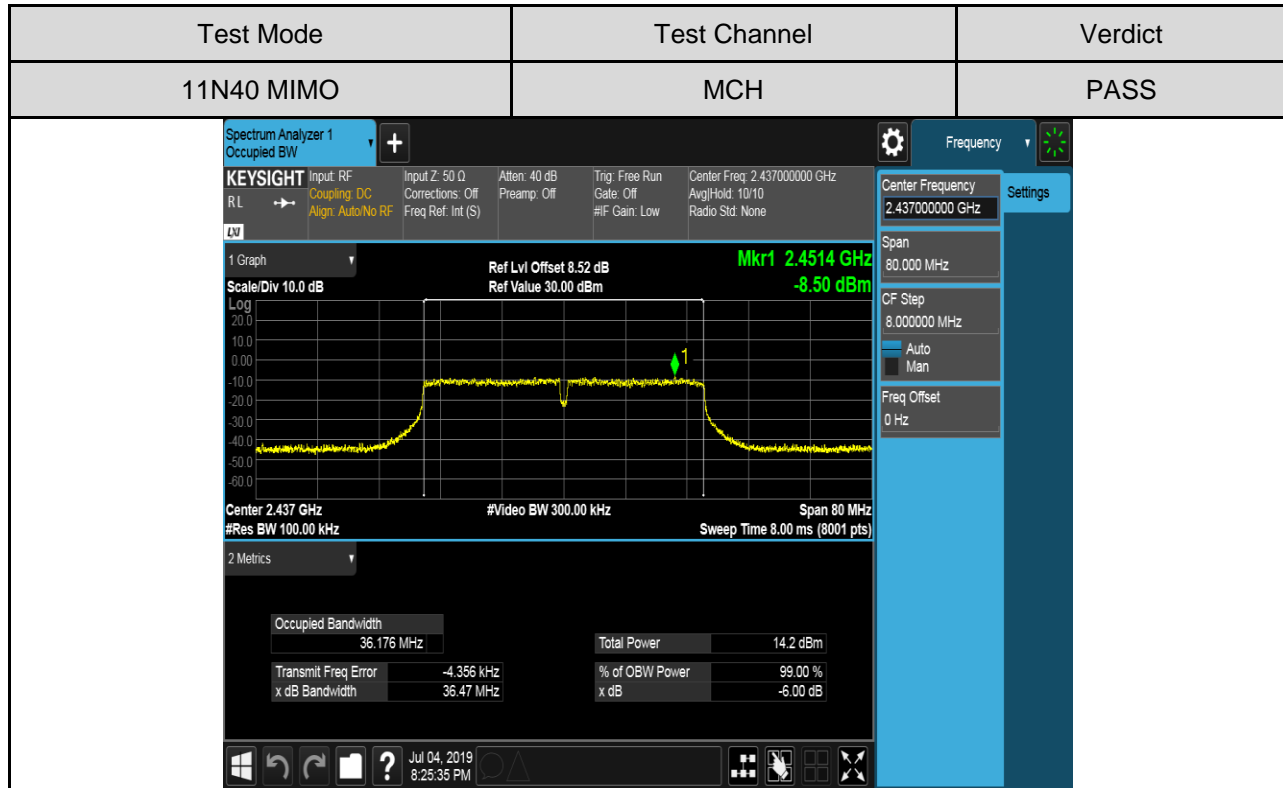 Test Mode Test Channel Verdict
11N40 MIMO MCH PASS
Spectrum Analyzer 1
Occupied BW
+
Frequency
KEYSIGHT
RL
LXI
Input: RF
Coupling: DC
Align: Auto/No RF
Input Z: 50 Ω
Corrections: Off
Freq Ref: Int (S)
Atten: 40 dB
Preamp: Off
Trig: Free Run
Gate: Off
#IF Gain: Low
Center Freq: 2.437000000 GHz
Avg|Hold: 10/10
Radio Std: None
Center Frequency
2.437000000 GHz
Settings
Span
80.000 MHz
CF Step
8.000000 MHz
Auto
Man
Freq Offset
0 Hz
1 Graph
Scale/Div 10.0 dB
Ref Lvl Offset 8.52 dB
Ref Value 30.00 dBm
Mkr1 2.4514 GHz
-8.50 dBm
Log
20.0
10.0
0.00
-10.0
-20.0
-30.0
-40.0
-50.0
-60.0
1
Center 2.437 GHz
#Res BW 100.00 kHz
#Video BW 300.00 kHz
Span 80 MHz
Sweep Time 8.00 ms (8001 pts)
2 Metrics
Occupied Bandwidth
36.176 MHz
Total Power 14.2 dBm
Transmit Freq Error -4.356 kHz
% of OBW Power 99.00 %
x dB Bandwidth 36.47 MHz
x dB -6.00 dB
?
Jul 04, 2019
8:25:35 PM